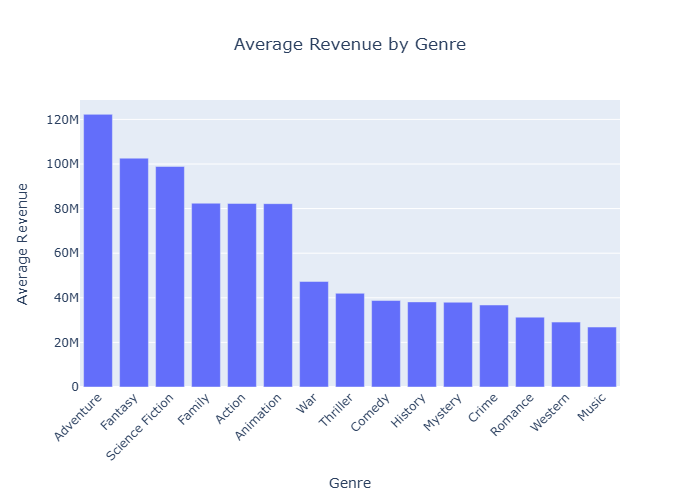 Average Revenue by Genre
Average Revenue
120M
100M
80M
60M
40M
20M
0
Adventure
Fantasy
Science Fiction
Family
Action
Animation
War
Thriller
Comedy
History
Mystery
Crime
Romance
Western
Music
Genre